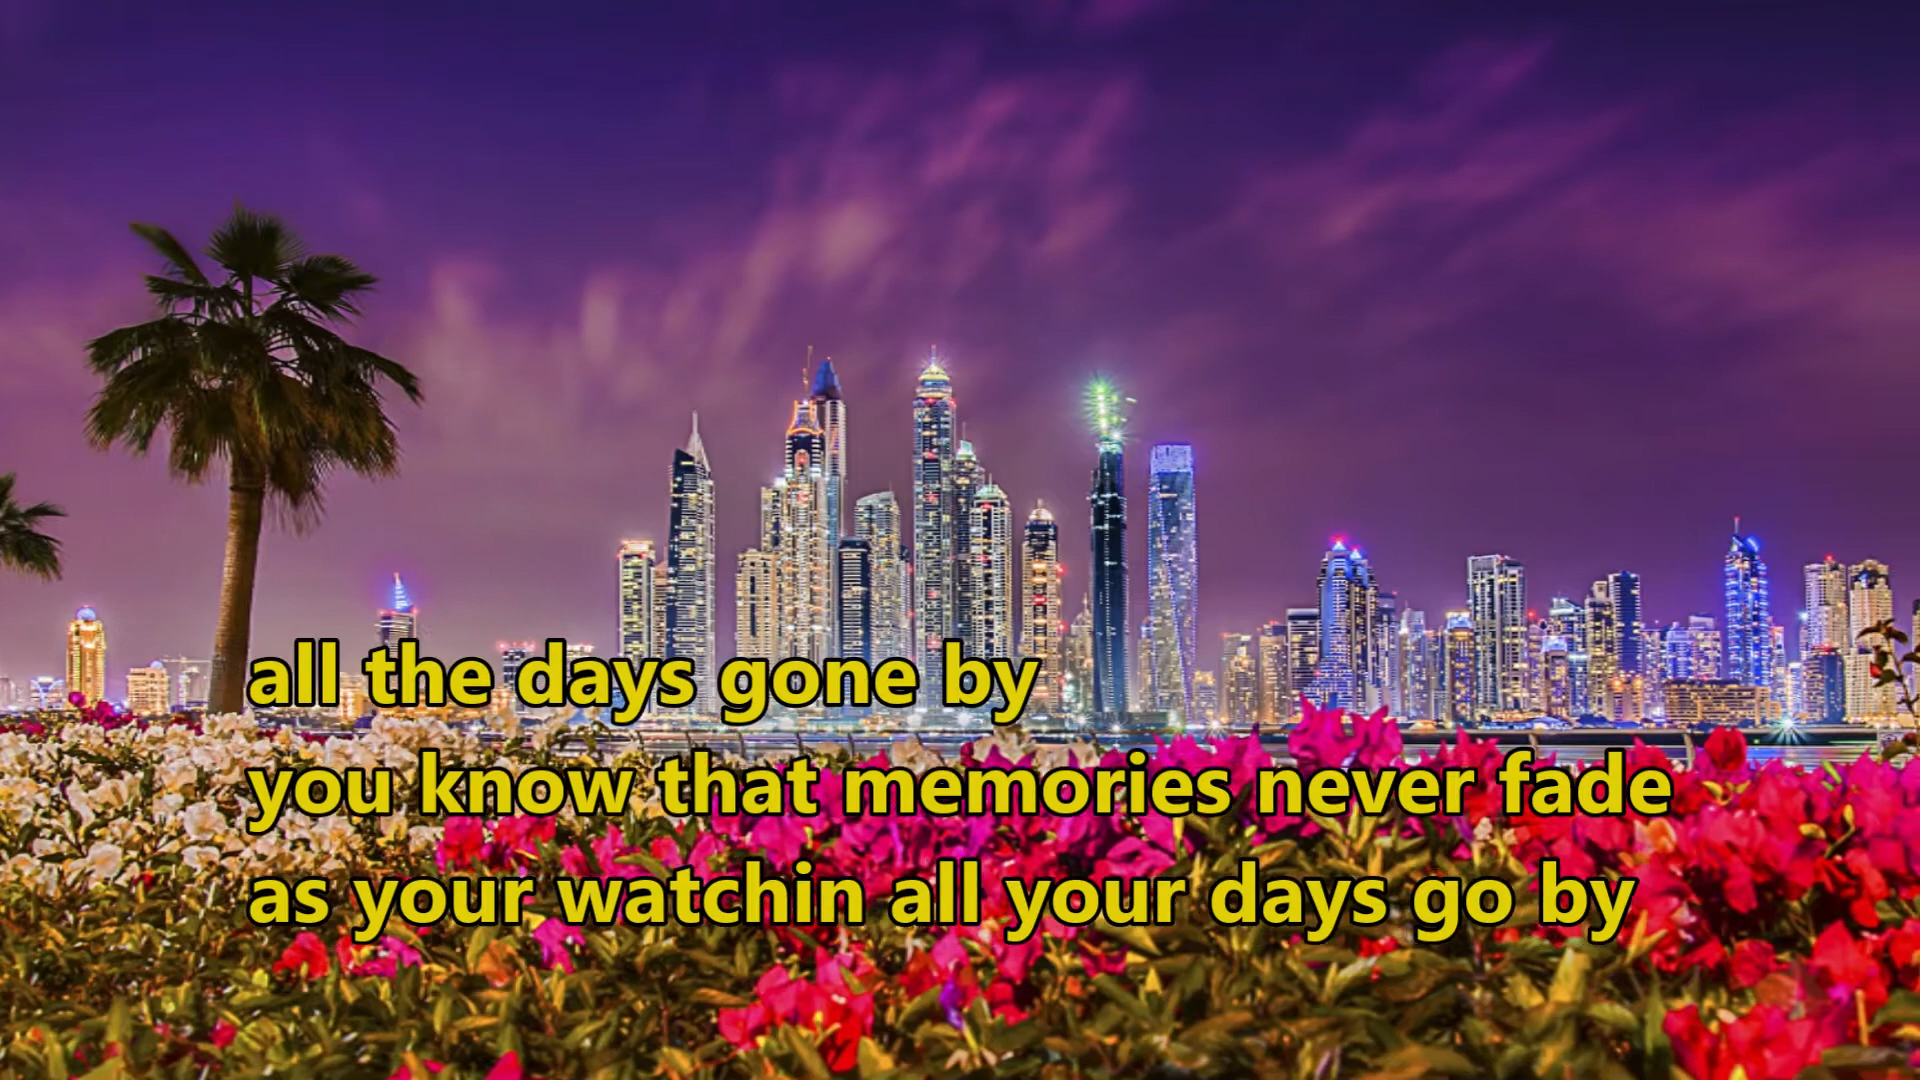 all the days gone by
you know that memories never fade
as your watchin all your days go by